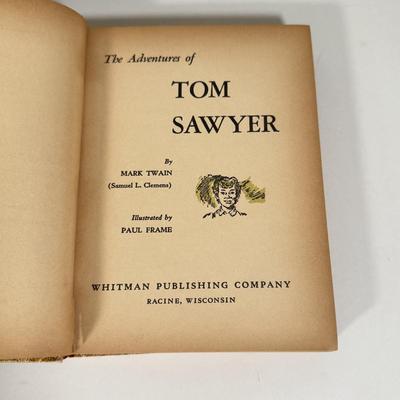 The Adventures of
TOM
SAWYER
By
MARK TWAIN
(Samuel L. Clemens)
Illustrated by
PAUL FRAME
WHITMAN PUBLISHING COMPANY
RACINE, WISCONSIN